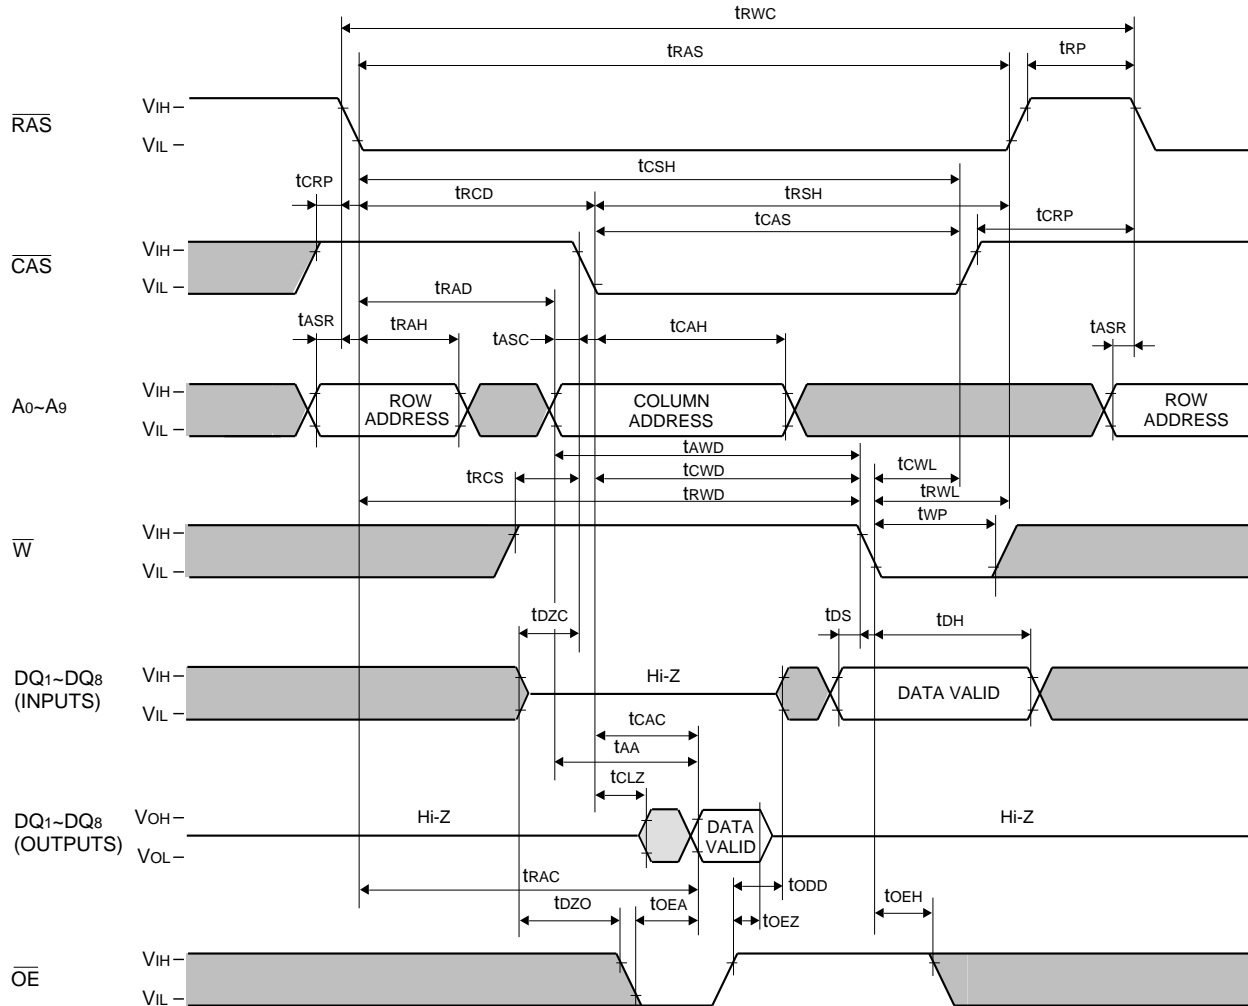 tRWC
tRAS
tRP
RAS
VIH
VIL
tCSH
tCRP
tRCD
tRSH
tCAS
tCRP
CAS
VIH
VIL
tRAD
tASR
tRAH
tASC
tCAH
tASR
A0~A9
VIH
VIL
ROW
ADDRESS
COLUMN
ADDRESS
ROW
ADDRESS
tAWD
tRCS
tCWD
tCWL
tRWD
tRWL
tWP
W
VIH
VIL
tDZC
tDS
tDH
DQ1~DQ8
(INPUTS)
VIH
VIL
Hi-Z
DATA VALID
tCAC
tAA
tCLZ
DQ1~DQ8
(OUTPUTS)
VOH
VOL
Hi-Z
DATA
VALID
Hi-Z
tRAC
tODD
tDZO
tOEA
tOEZ
tOEH
OE
VIH
VIL